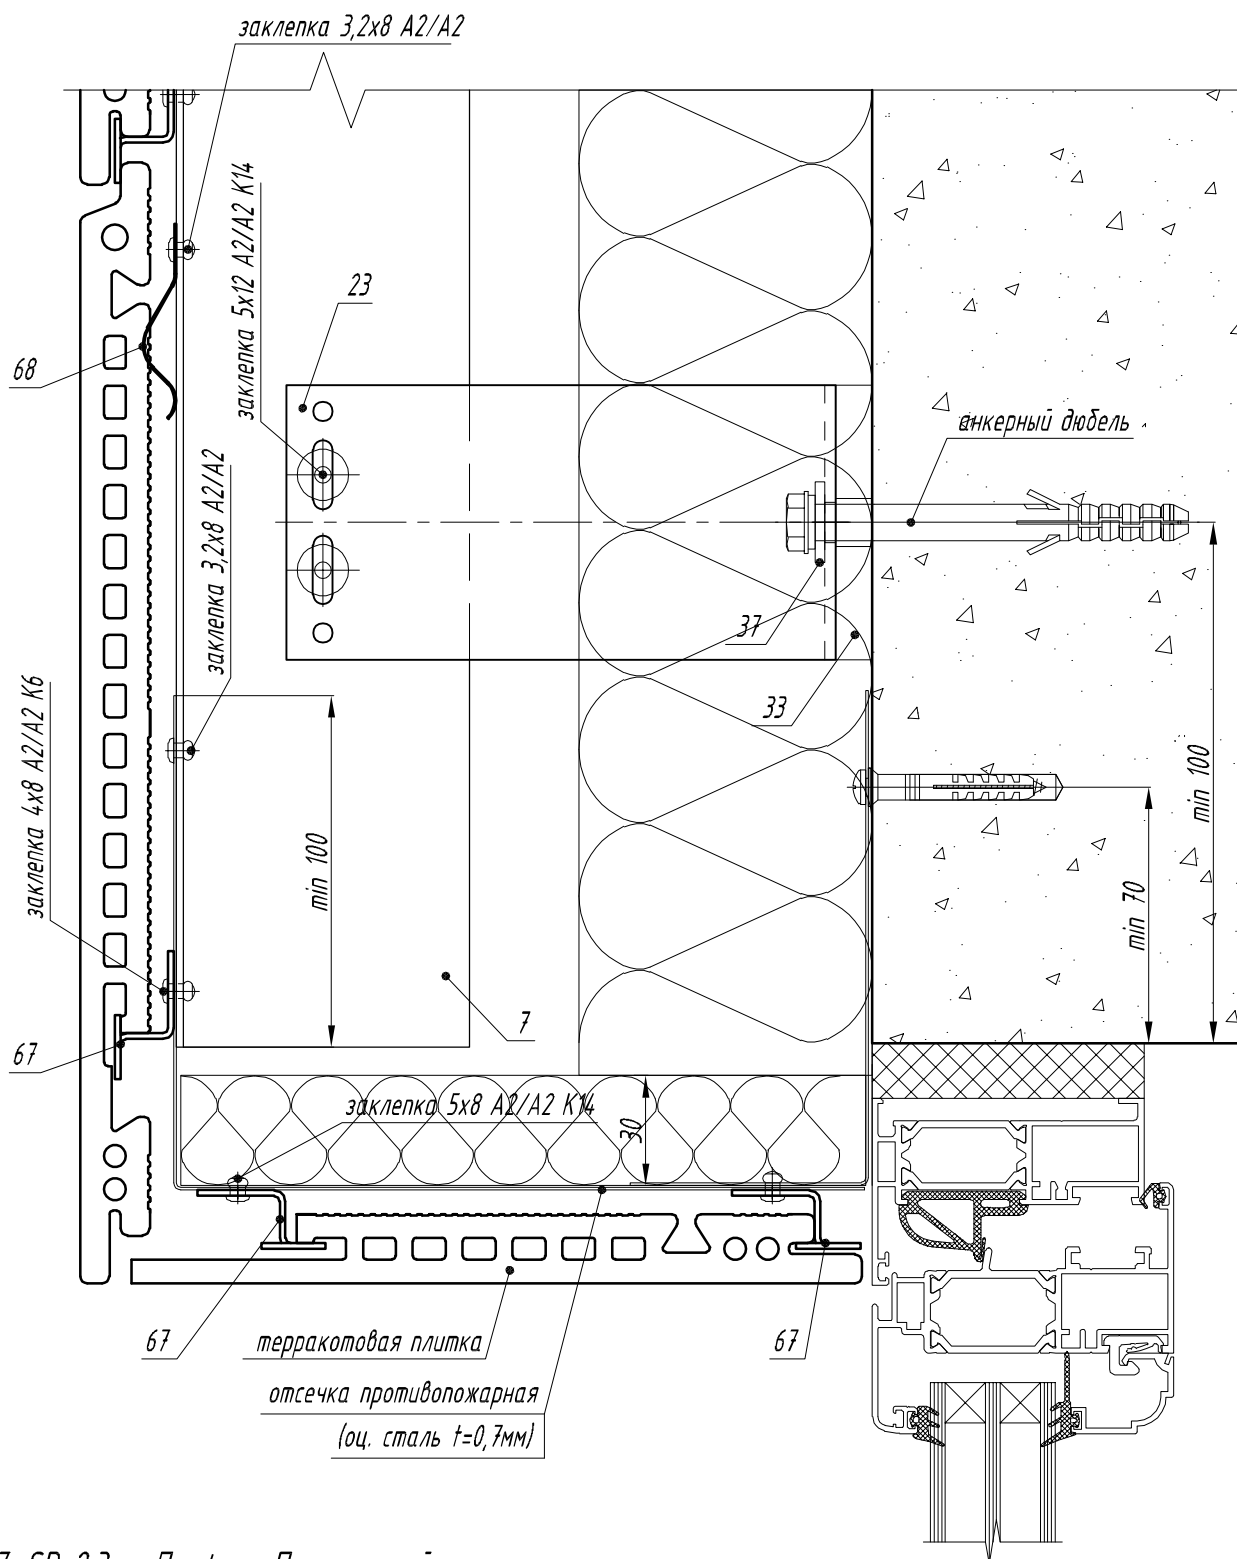 заклепка 3,2х8 А2/А2
заклепка 5х12 А2/А2 К14
23
68
анкерный дюбель
заклепка 3,2х8 А2/А2
37
33
заклепка 4х8 А2/А2 К6
min 100
min 100
min 70
7
67
заклепка 5х8 А2/А2 К14
30
67
терракотовая плитка
67
отсечка противопожарная
(оц. сталь t=0,7мм)